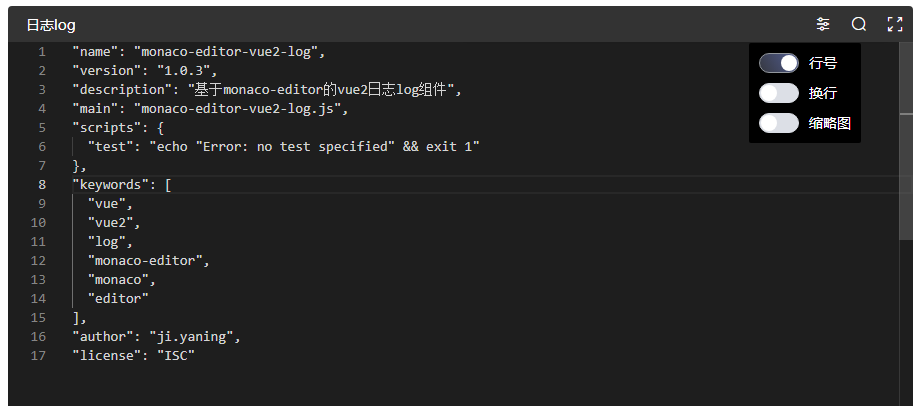 日志log
行号
换行
缩略图
1 "name": "monaco-editor-vue2-log",
2 "version": "1.0.3",
3 "description": "基于monaco-editor的vue2日志log组件",
4 "main": "monaco-editor-vue2-log.js",
5 "scripts": {
6   "test": "echo "Error: no test specified" && exit 1"
7 },
8 "keywords": [
9   "vue",
10   "vue2",
11   "log",
12   "monaco-editor",
13   "monaco",
14   "editor"
15 ],
16 "author": "ji.yaning",
17 "license": "ISC"